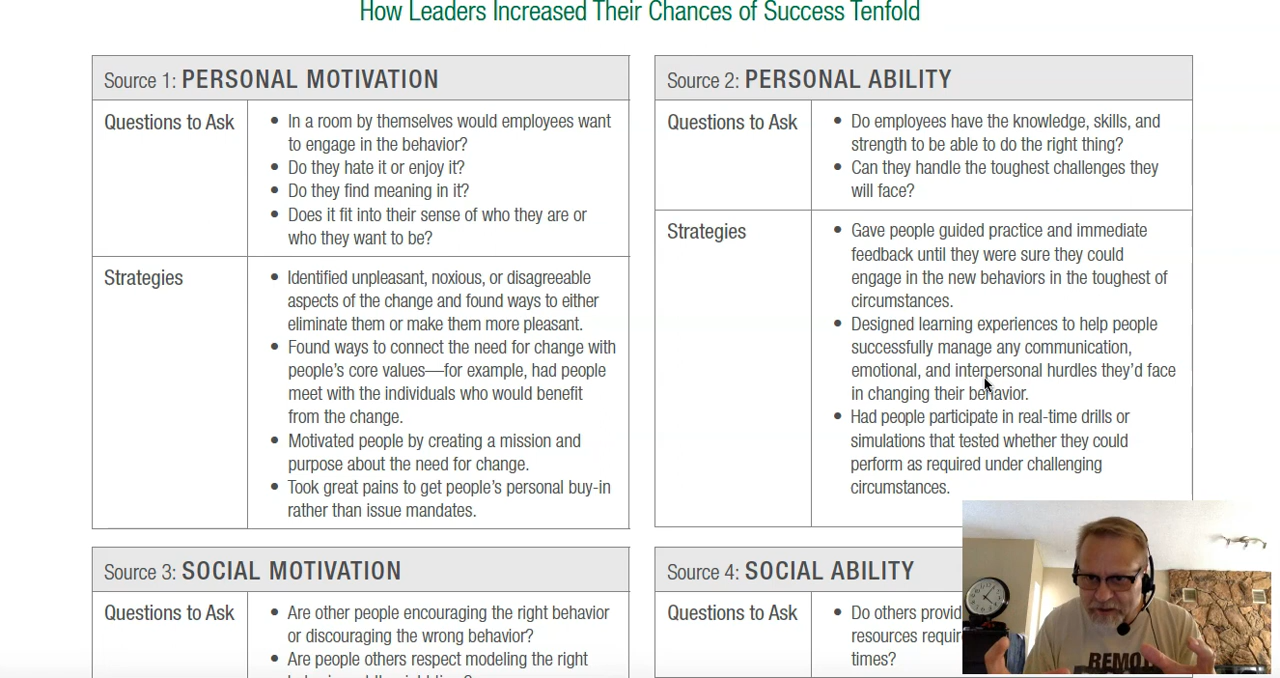 How Leaders Increased Their Chances of Success Tenfold
Source 1: PERSONAL MOTIVATION
Questions to Ask
• In a room by themselves would employees want
to engage in the behavior?
• Do they hate it or enjoy it?
• Do they find meaning in it?
• Does it fit into their sense of who they are or
who they want to be?
Strategies
• Identified unpleasant, noxious, or disagreeable
aspects of the change and found ways to either
eliminate them or make them more pleasant.
• Found ways to connect the need for change with
people’s core values—for example, had people
meet with the individuals who would benefit
from the change.
• Motivated people by creating a mission and
purpose about the need for change.
• Took great pains to get people’s personal buy-in
rather than issue mandates.
Source 2: PERSONAL ABILITY
Questions to Ask
• Do employees have the knowledge, skills, and
strength to be able to do the right thing?
• Can they handle the toughest challenges they
will face?
Strategies
• Gave people guided practice and immediate
feedback until they were sure they could
engage in the new behaviors in the toughest of
circumstances.
• Designed learning experiences to help people
successfully manage any communication,
emotional, and interpersonal hurdles they’d face
in changing their behavior.
• Had people participate in real-time drills or
simulations that tested whether they could
perform as required under challenging
circumstances.
Source 3: SOCIAL MOTIVATION
Questions to Ask
• Are other people encouraging the right behavior
or discouraging the wrong behavior?
• Are people others respect modeling the right
Source 4: SOCIAL ABILITY
Questions to Ask
• Do others provid
resources requir
times?
REMO